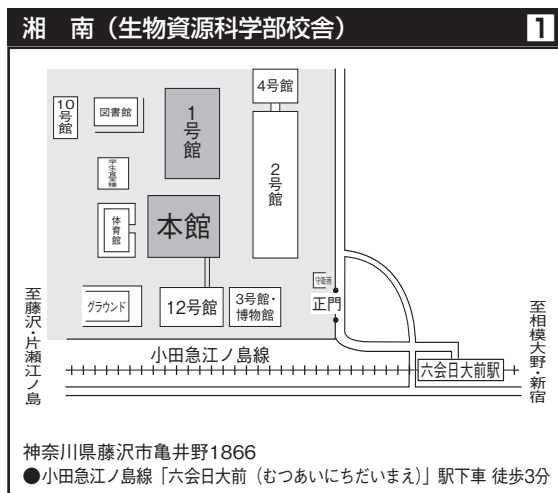 湘 南（生物資源科学部校舎） 1
4号館
10号館
図書館
1号館
2号館
学生食堂棟
体育館
本館
守衛所
グラウンド
12号館
3号館・
博物館
正門
至藤沢・片瀬江ノ島
小田急江ノ島線
六会日大前駅
至相模大野・新宿
神奈川県藤沢市亀井野1866
●小田急江ノ島線「六会日大前（むつあいにちだいまえ）」駅下車 徒歩3分